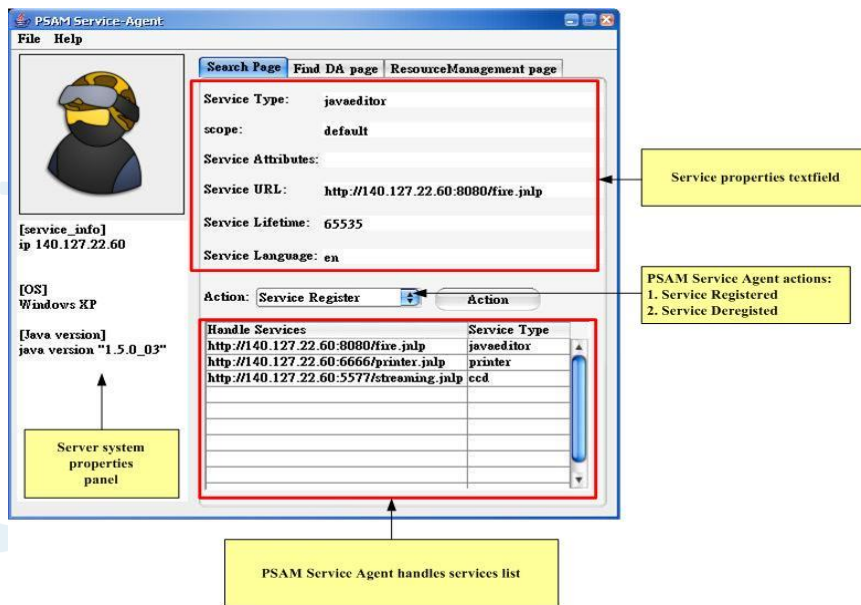 PSAM Service-Agent
File Help
Search Page Find DA page ResourceManagement page
Service Type: javaeditor
scope: default
Service Attributes:
Service URL: http://140.127.22.60:8080/fire.jnlp
Service Lifetime: 65535
Service Language: en
Service properties textfield
[service_info]
ip 140.127.22.60
[OS]
Windows XP
[Java version]
java version "1.5.0_03"
Action: Service Register Action
PSAM Service Agent actions:
1. Service Registered
2. Service Deregisted
Handle Services Service Type
http://140.127.22.60:8080/fire.jnlp javaeditor
http://140.127.22.60:6666/printer.jnlp printer
http://140.127.22.60:5577/streaming.jnlp ccd
Server system
properties
panel
PSAM Service Agent handles services list